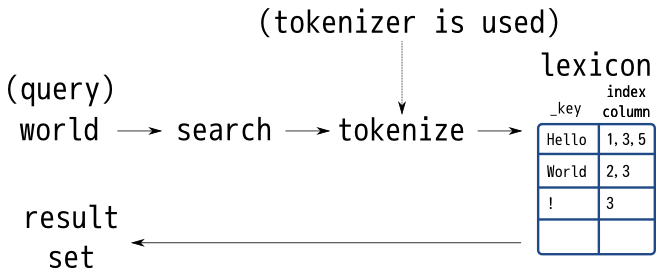 (tokenizer is used)
lexicon
(query)
world
search
tokenize
_key
index
column
Hello 1,3,5
World 2,3
! 3
result
set